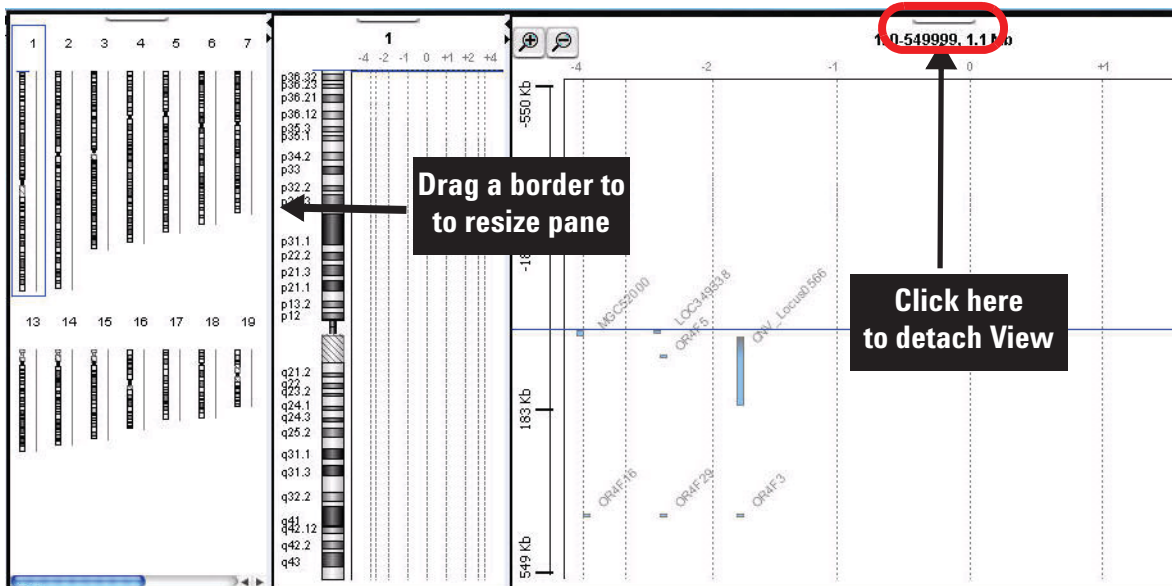 1 2 3 4 5 6 7
13 14 15 16 17 18 19
1
-4 -2 -1 0 +1 +2 +4
p36.32
p36.23
p36.21
p36.12
p35.3
p35.1
p34.2
p33
p32.2
p31.1
p22.2
p21.3
p21.1
p13.2
p12
q21.2
q22
q23.2
q24.1
q24.3
q25.2
q31.1
q31.3
q32.2
q41
q42.12
q42.2
q43
Drag a border to
to resize pane
-4 -2 -1 0 +1
-550 Kb
183 Kb
549 Kb
MGC52000
OR4F5
CNV_Locus0566
OR4F16
OR4F29
OR4F3
Click here
to detach View